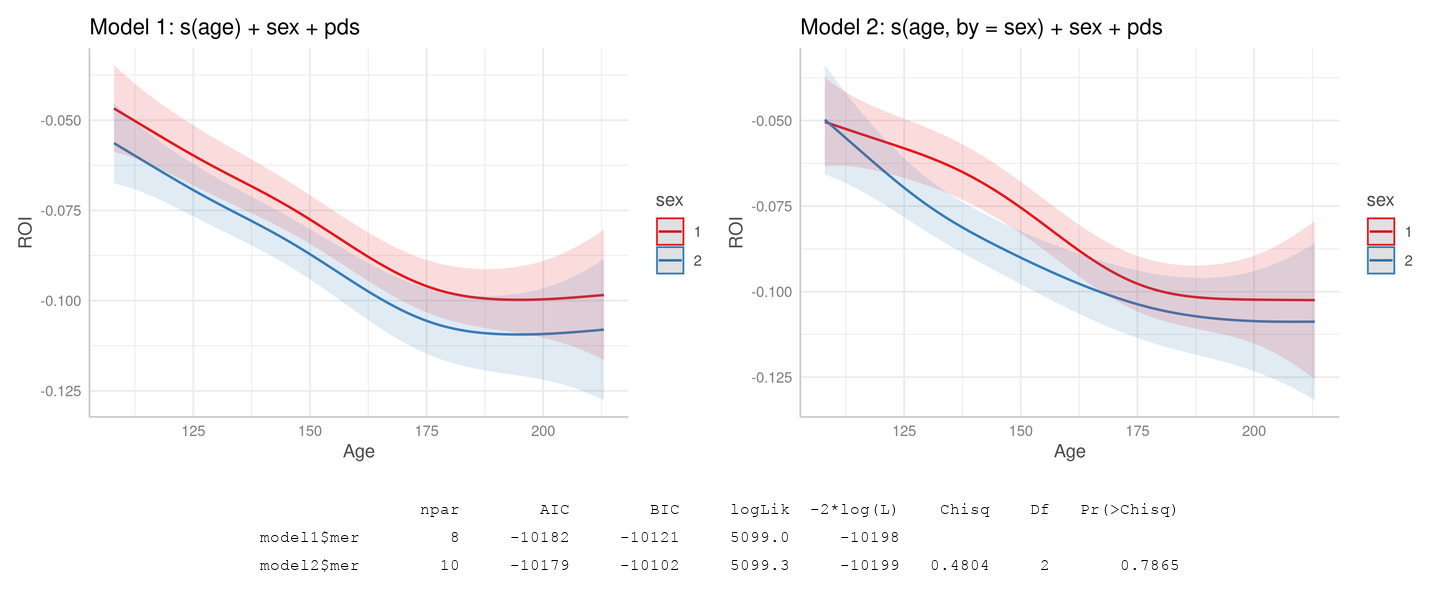 Model 1: s(age) + sex + pds
-0.050
-0.075
-0.100
-0.125
ROI
125 150 175 200
Age
sex
1
2
Model 2: s(age, by = sex) + sex + pds
-0.050
-0.075
-0.100
-0.125
ROI
125 150 175 200
Age
sex
1
2
npar AIC BIC logLik -2*log(L) Chisq Df Pr(>Chisq)
model1$mer 8 -10182 -10121 5099.0 -10198
model2$mer 10 -10179 -10102 5099.3 -10199 0.4804 2 0.7865